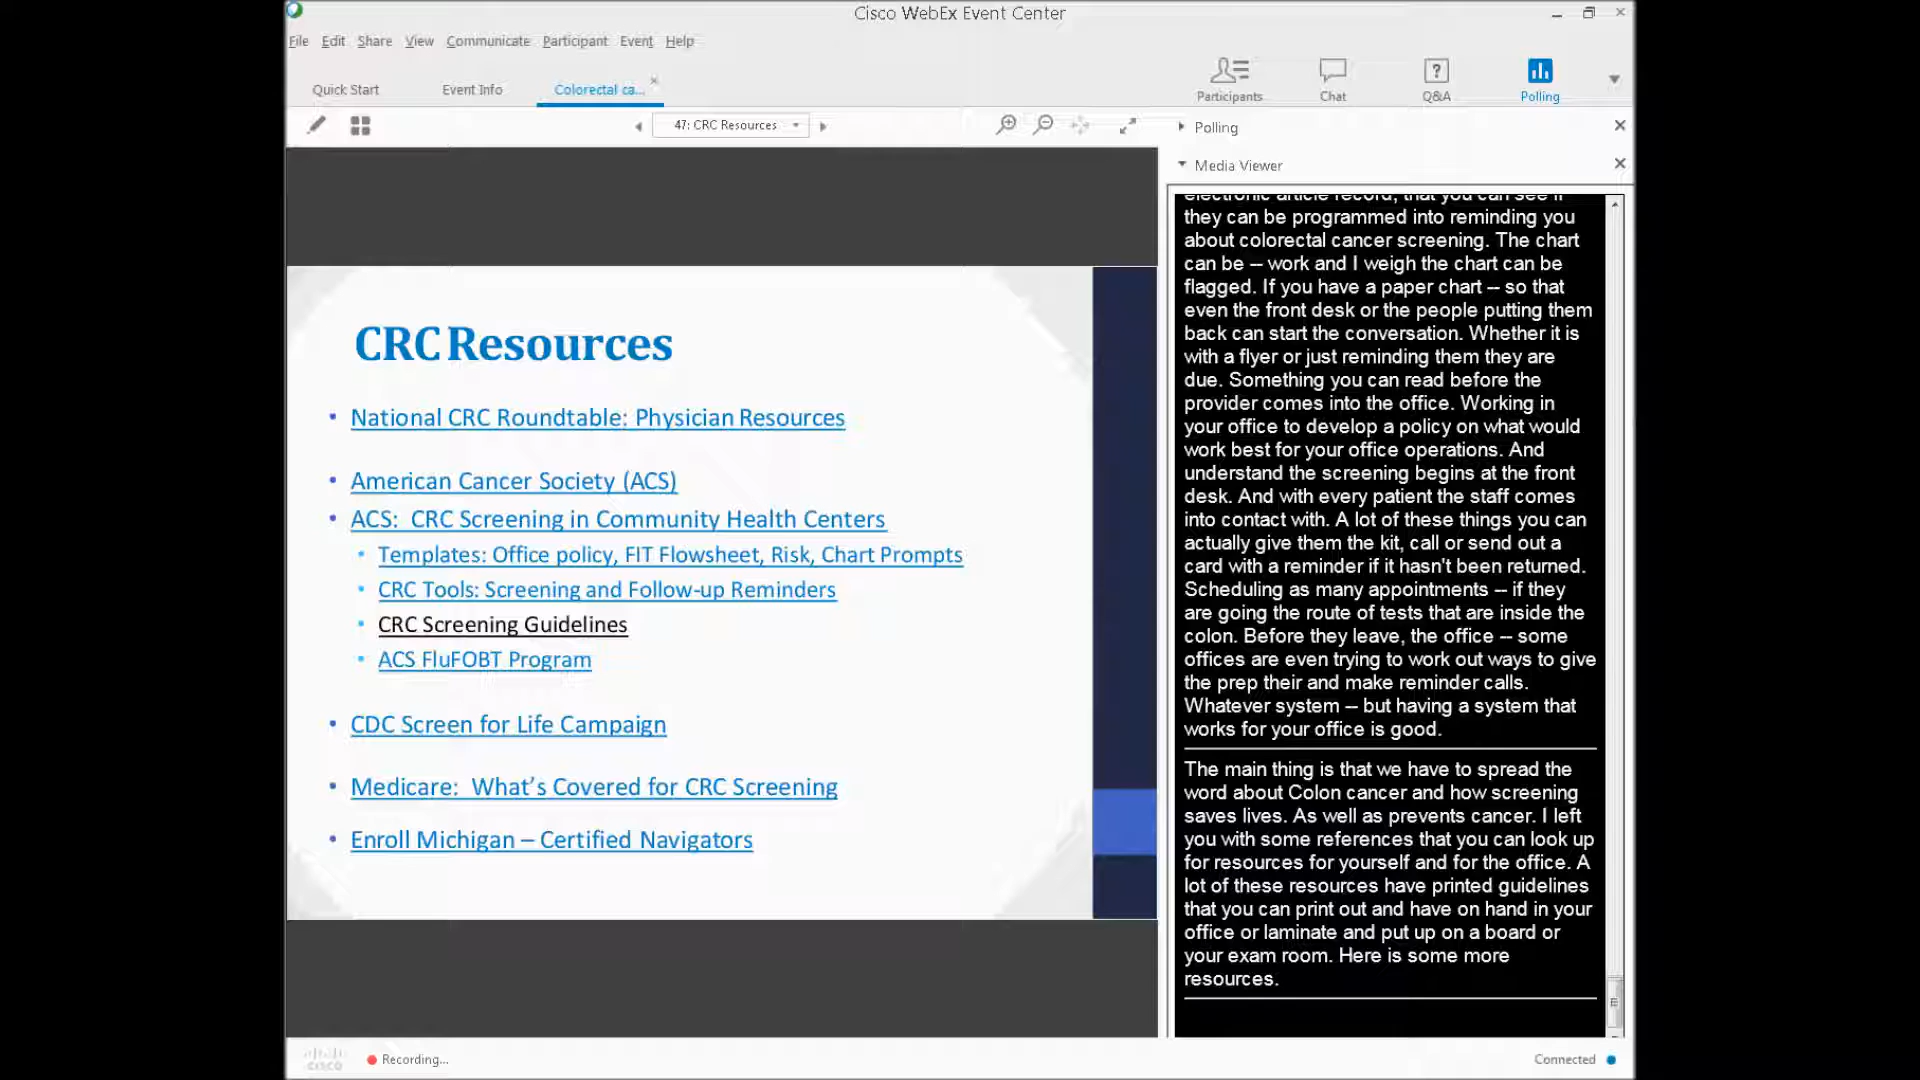 Cisco WebEx Event Center
File Edit Share View Communicate Participant Event Help
Quick Start Event Info Colorectal ca...
Participants Chat Q&A Polling
47: CRC Resources
Polling
Media Viewer
CRC Resources
• National CRC Roundtable: Physician Resources
• American Cancer Society (ACS)
• ACS: CRC Screening in Community Health Centers
• Templates: Office policy, FIT Flowsheet, Risk, Chart Prompts
• CRC Tools: Screening and Follow-up Reminders
• CRC Screening Guidelines
• ACS FluFOBT Program
• CDC Screen for Life Campaign
• Medicare: What's Covered for CRC Screening
• Enroll Michigan – Certified Navigators
electronic article record, that you can see if
they can be programmed into reminding you
about colorectal cancer screening. The chart
can be -- work and I weigh the chart can be
flagged. If you have a paper chart -- so that
even the front desk or the people putting them
back can start the conversation. Whether it is
with a flyer or just reminding them they are
due. Something you can read before the
provider comes into the office. Working in
your office to develop a policy on what would
work best for your office operations. And
understand the screening begins at the front
desk. And with every patient the staff comes
into contact with. A lot of these things you can
actually give them the kit, call or send out a
card with a reminder if it hasn't been returned.
Scheduling as many appointments -- if they
are going the route of tests that are inside the
colon. Before they leave, the office -- some
offices are even trying to work out ways to give
the prep their and make reminder calls.
Whatever system -- but having a system that
works for your office is good.
The main thing is that we have to spread the
word about Colon cancer and how screening
saves lives. As well as prevents cancer. I left
you with some references that you can look up
for resources for yourself and for the office. A
lot of these resources have printed guidelines
that you can print out and have on hand in your
office or laminate and put up on a board or
your exam room. Here is some more
resources.
cisco
Recording...
Connected